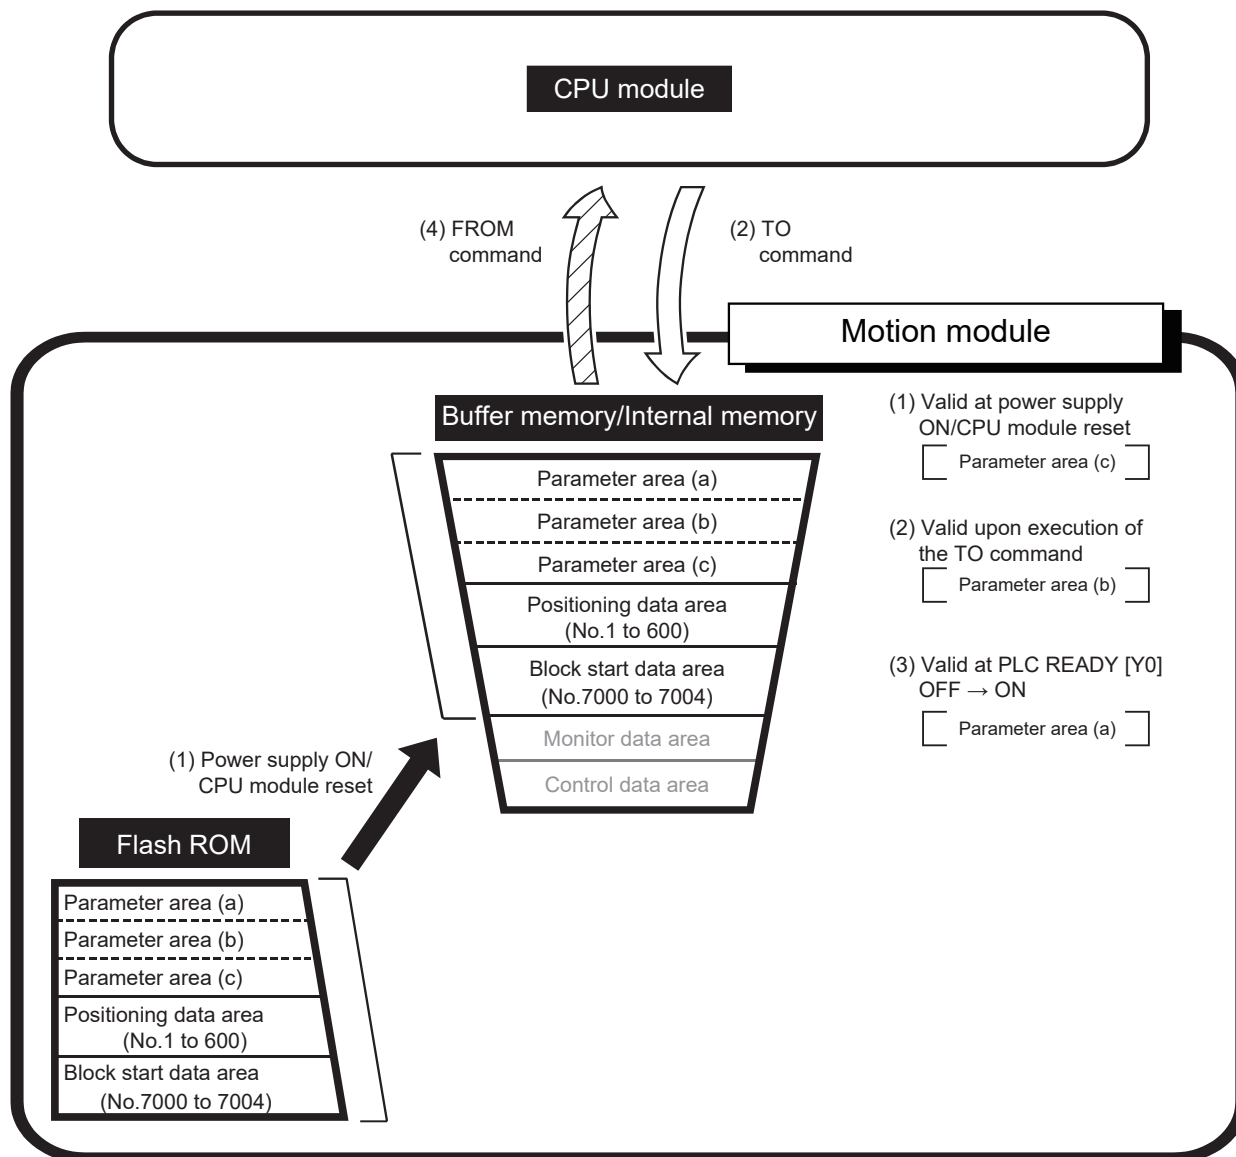 CPU module
(4) FROM
command
(2) TO
command
Motion module
Buffer memory/Internal memory
Parameter area (a)
Parameter area (b)
Parameter area (c)
Positioning data area
(No.1 to 600)
Block start data area
(No.7000 to 7004)
Monitor data area
Control data area
(1) Valid at power supply
ON/CPU module reset
Parameter area (c)
(2) Valid upon execution of
the TO command
Parameter area (b)
(3) Valid at PLC READY [Y0]
OFF → ON
Parameter area (a)
(1) Power supply ON/
CPU module reset
Flash ROM
Parameter area (a)
Parameter area (b)
Parameter area (c)
Positioning data area
(No.1 to 600)
Block start data area
(No.7000 to 7004)